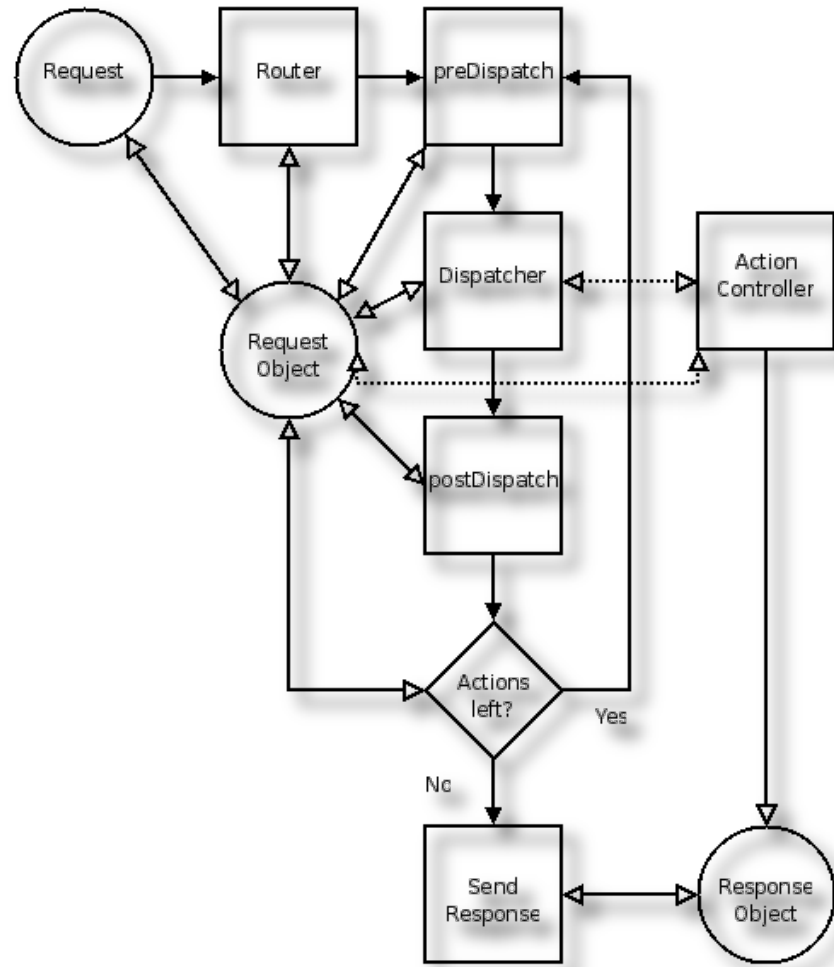 Request
Router
preDispatch
Dispatcher
Action
Controller
Request
Object
postDispatch
Actions
left?
Yes
No
Send
Response
Response
Object